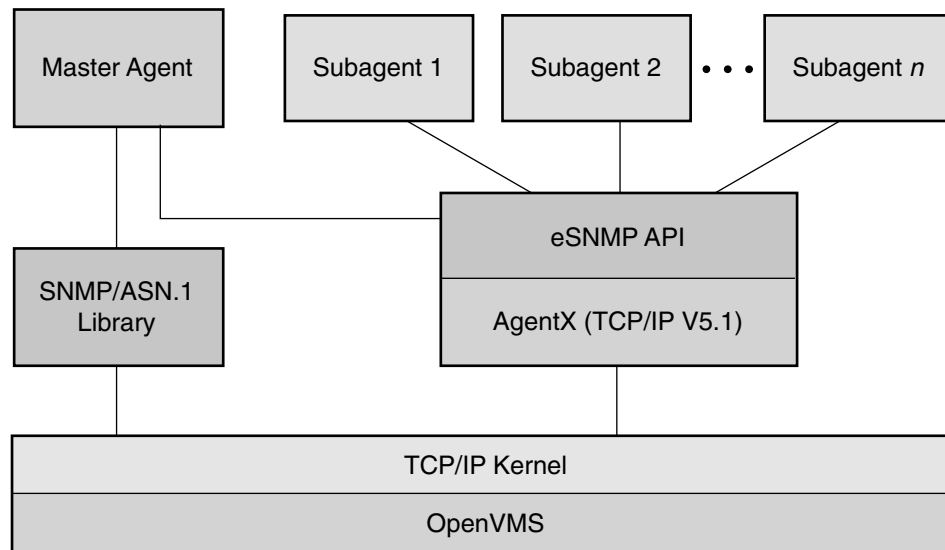 Master Agent
Subagent 1
Subagent 2
• • •
Subagent n
eSNMP API
SNMP/ASN.1
Library
AgentX (TCP/IP V5.1)
TCP/IP Kernel
OpenVMS